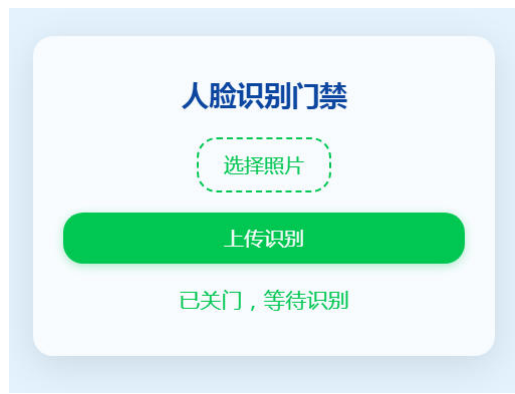 人脸识别门禁
选择照片
上传识别
已关门，等待识别